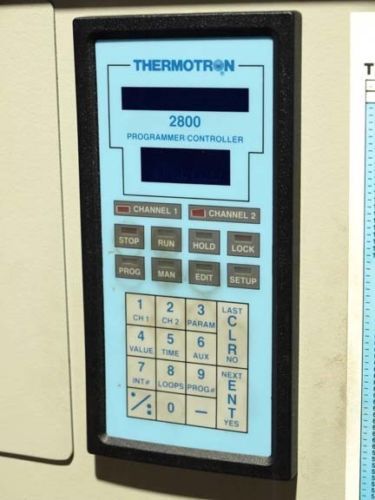 THERMOTRON
2800
PROGRAMMER·CONTROLLER
CHANNEL 1 CHANNEL 2
STOP RUN HOLD LOCK
PROG MAN EDIT SETUP
1 2 3 LAST
CH 1 CH 2 PARAM CLR
4 5 6 NO
VALUE TIME AUX
7 8 9 NEXT
INT# LOOPS PROG# ENT
0 – YES
T